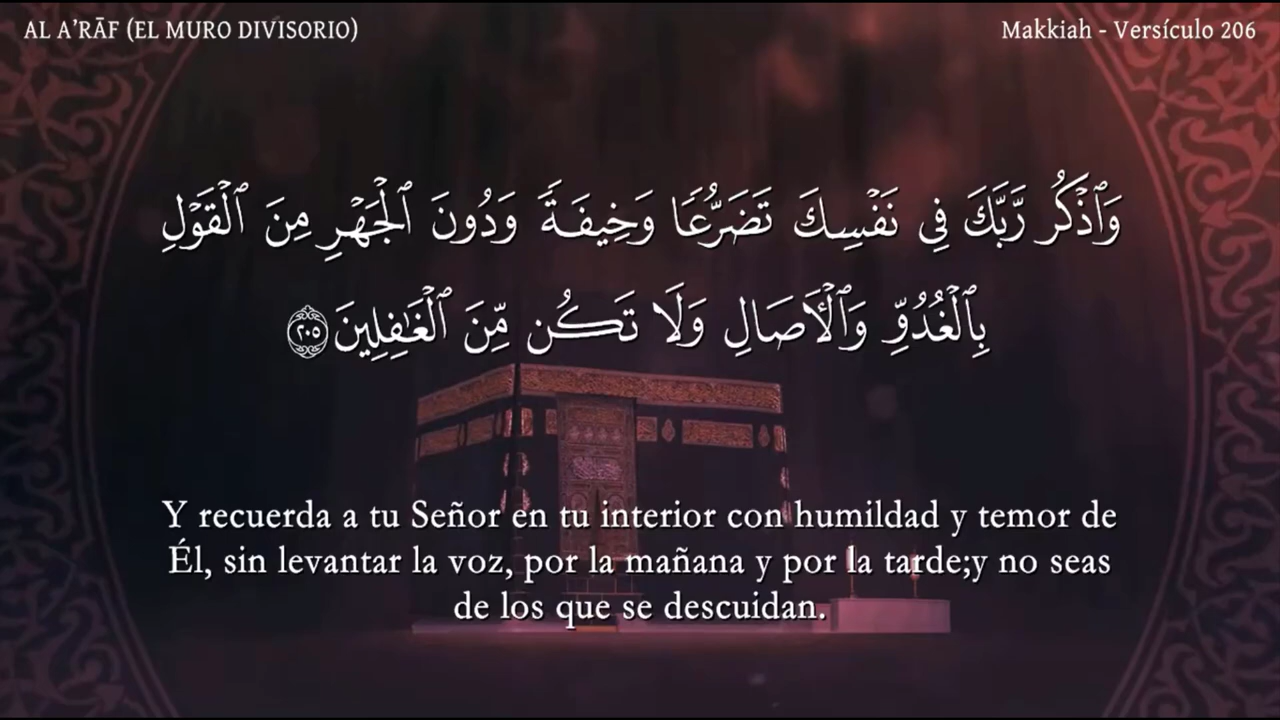 AL A'RĀF (EL MURO DIVISORIO)
Makkiah - Versículo 206
وَٱذْكُر رَّبَّكَ فِى نَفْسِكَ تَضَرُّعًا وَخِيفَةً وَدُونَ ٱلْجَهْرِ مِنَ ٱلْقَوْلِ
بِٱلْغُدُوِّ وَٱلْأَصَالِ وَلَا تَكُن مِّنَ ٱلْغَٰفِلِينَ ٢٠٥
Y recuerda a tu Señor en tu interior con humildad y temor de
Él, sin levantar la voz, por la mañana y por la tarde;y no seas
de los que se descuidan.